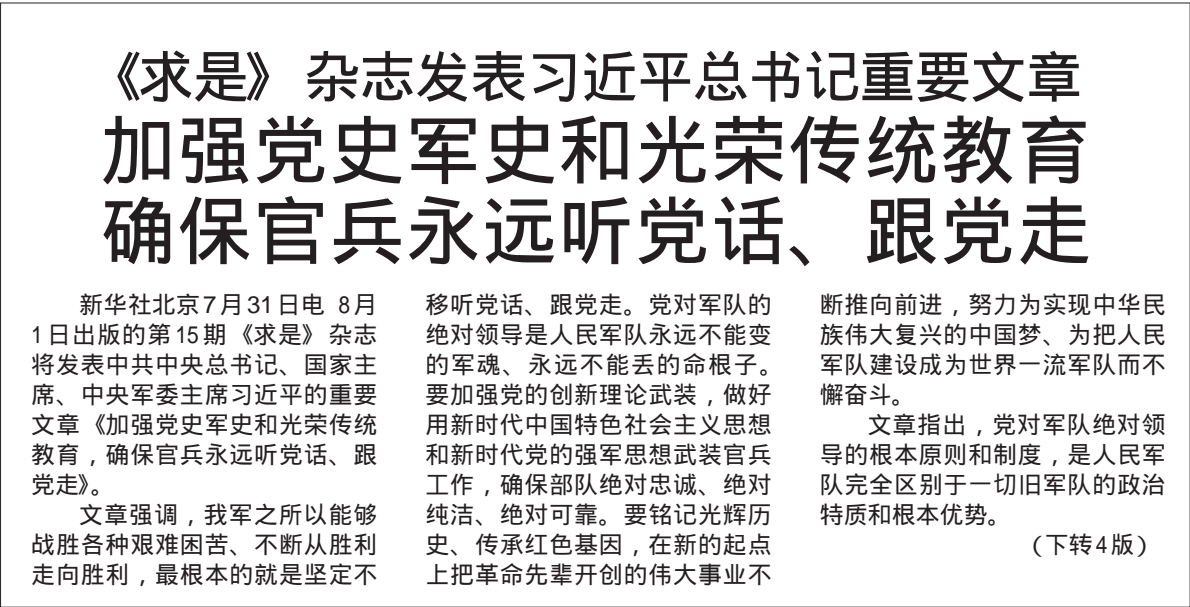 《求是》杂志发表习近平总书记重要文章
加强党史军史和光荣传统教育
确保官兵永远听党话、跟党走
新华社北京7月31日电 8月
1日出版的第15期《求是》杂志
将发表中共中央总书记、国家主
席、中央军委主席习近平的重要
文章《加强党史军史和光荣传统
教育，确保官兵永远听党话、跟
党走》。
文章强调，我军之所以能够
战胜各种艰难困苦、不断从胜利
走向胜利，最根本的就是坚定不
移听党话、跟党走。党对军队的
绝对领导是人民军队永远不能变
的军魂、永远不能丢的命根子。
要加强党的创新理论武装，做好
用新时代中国特色社会主义思想
和新时代党的强军思想武装官兵
工作，确保部队绝对忠诚、绝对
纯洁、绝对可靠。要铭记光辉历
史、传承红色基因，在新的起点
上把革命先辈开创的伟大事业不
断推向前进，努力为实现中华民
族伟大复兴的中国梦、为把人民
军队建设成为世界一流军队而不
懈奋斗。
文章指出，党对军队绝对领
导的根本原则和制度，是人民军
队完全区别于一切旧军队的政治
特质和根本优势。
（下转4版）